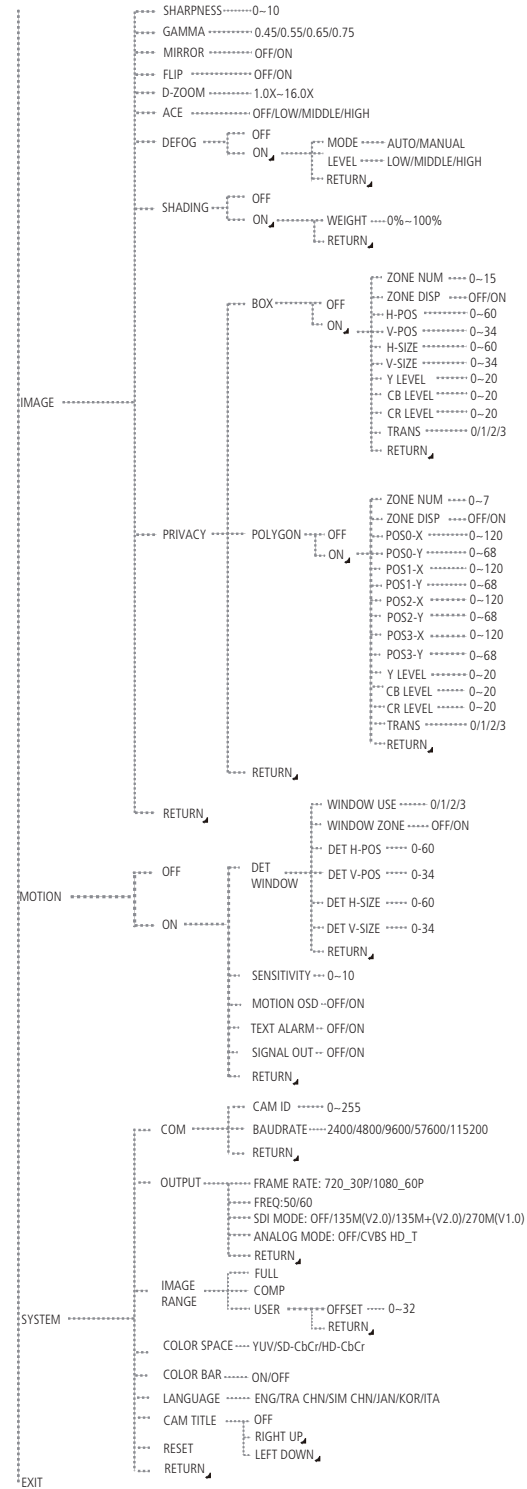 SHARPNESS 0~10
GAMMA 0.45/0.55/0.65/0.75
MIRROR OFF/ON
FLIP OFF/ON
D-ZOOM 1.0X~16.0X
ACE OFF/LOW/MIDDLE/HIGH
DEFOG OFF
ON MODE AUTO/MANUAL
LEVEL LOW/MIDDLE/HIGH
RETURN
SHADING OFF
ON WEIGHT 0%~100%
RETURN
IMAGE
PRIVACY
BOX OFF
ON
ZONE NUM 0~15
ZONE DISP OFF/ON
H-POS 0~60
V-POS 0~34
H-SIZE 0~60
V-SIZE 0~34
Y LEVEL 0~20
CB LEVEL 0~20
CR LEVEL 0~20
TRANS 0/1/2/3
RETURN
POLYGON OFF
ON
ZONE NUM 0~7
ZONE DISP OFF/ON
POS0-X 0~120
POS0-Y 0~68
POS1-X 0~120
POS1-Y 0~68
POS2-X 0~120
POS2-Y 0~68
POS3-X 0~120
POS3-Y 0~68
Y LEVEL 0~20
CB LEVEL 0~20
CR LEVEL 0~20
TRANS 0/1/2/3
RETURN
RETURN
RETURN
MOTION
OFF
ON
DET
WINDOW
WINDOW USE 0/1/2/3
WINDOW ZONE OFF/ON
DET H-POS 0-60
DET V-POS 0-34
DET H-SIZE 0-60
DET V-SIZE 0-34
RETURN
SENSITIVITY 0~10
MOTION OSD OFF/ON
TEXT ALARM OFF/ON
SIGNAL OUT OFF/ON
RETURN
SYSTEM
COM
CAM ID 0~255
BAUDRATE 2400/4800/9600/57600/115200
RETURN
OUTPUT
FRAME RATE: 720_30P/1080_60P
FREQ:50/60
SDI MODE: OFF/135M(V2.0)/135M+(V2.0)/270M(V1.0)
ANALOG MODE: OFF/CVBS HD_T
RETURN
IMAGE
RANGE
FULL
COMP
USER OFFSET 0~32
RETURN
COLOR SPACE YUV/SD-CbCr/HD-CbCr
COLOR BAR ON/OFF
LANGUAGE ENG/TRA CHN/SIM CHN/JAN/KOR/ITA
CAM TITLE OFF
RIGHT UP
LEFT DOWN
RESET
RETURN
EXIT